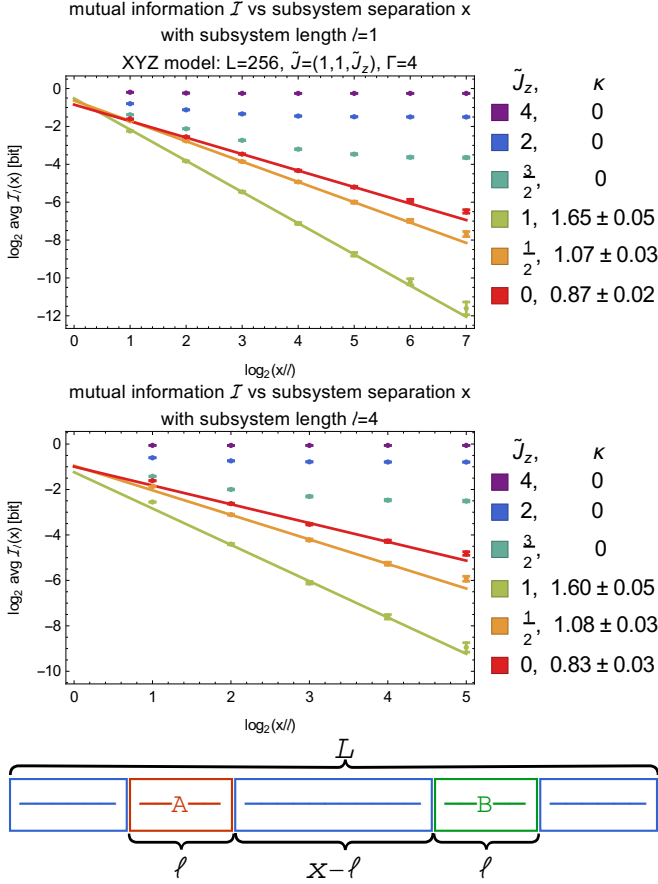 mutual information ℐ vs subsystem separation x
with subsystem length l=1
XYZ model: L=256, J̃=(1,1,J̃_z), Γ=4
log₂ avg ℐ_l(x) [bit]
0
−2
−4
−6
−8
−10
−12
0 1 2 3 4 5 6 7
log₂(x/l)
J̃_z, κ
4, 0
2, 0
3/2, 0
1, 1.65 ± 0.05
1/2, 1.07 ± 0.03
0, 0.87 ± 0.02
mutual information ℐ vs subsystem separation x
with subsystem length l=4
log₂ avg ℐ_l(x) [bit]
0
−2
−4
−6
−8
−10
0 1 2 3 4 5
log₂(x/l)
J̃_z, κ
4, 0
2, 0
3/2, 0
1, 1.60 ± 0.05
1/2, 1.08 ± 0.03
0, 0.83 ± 0.03
L
A B
ℓ x−ℓ ℓ